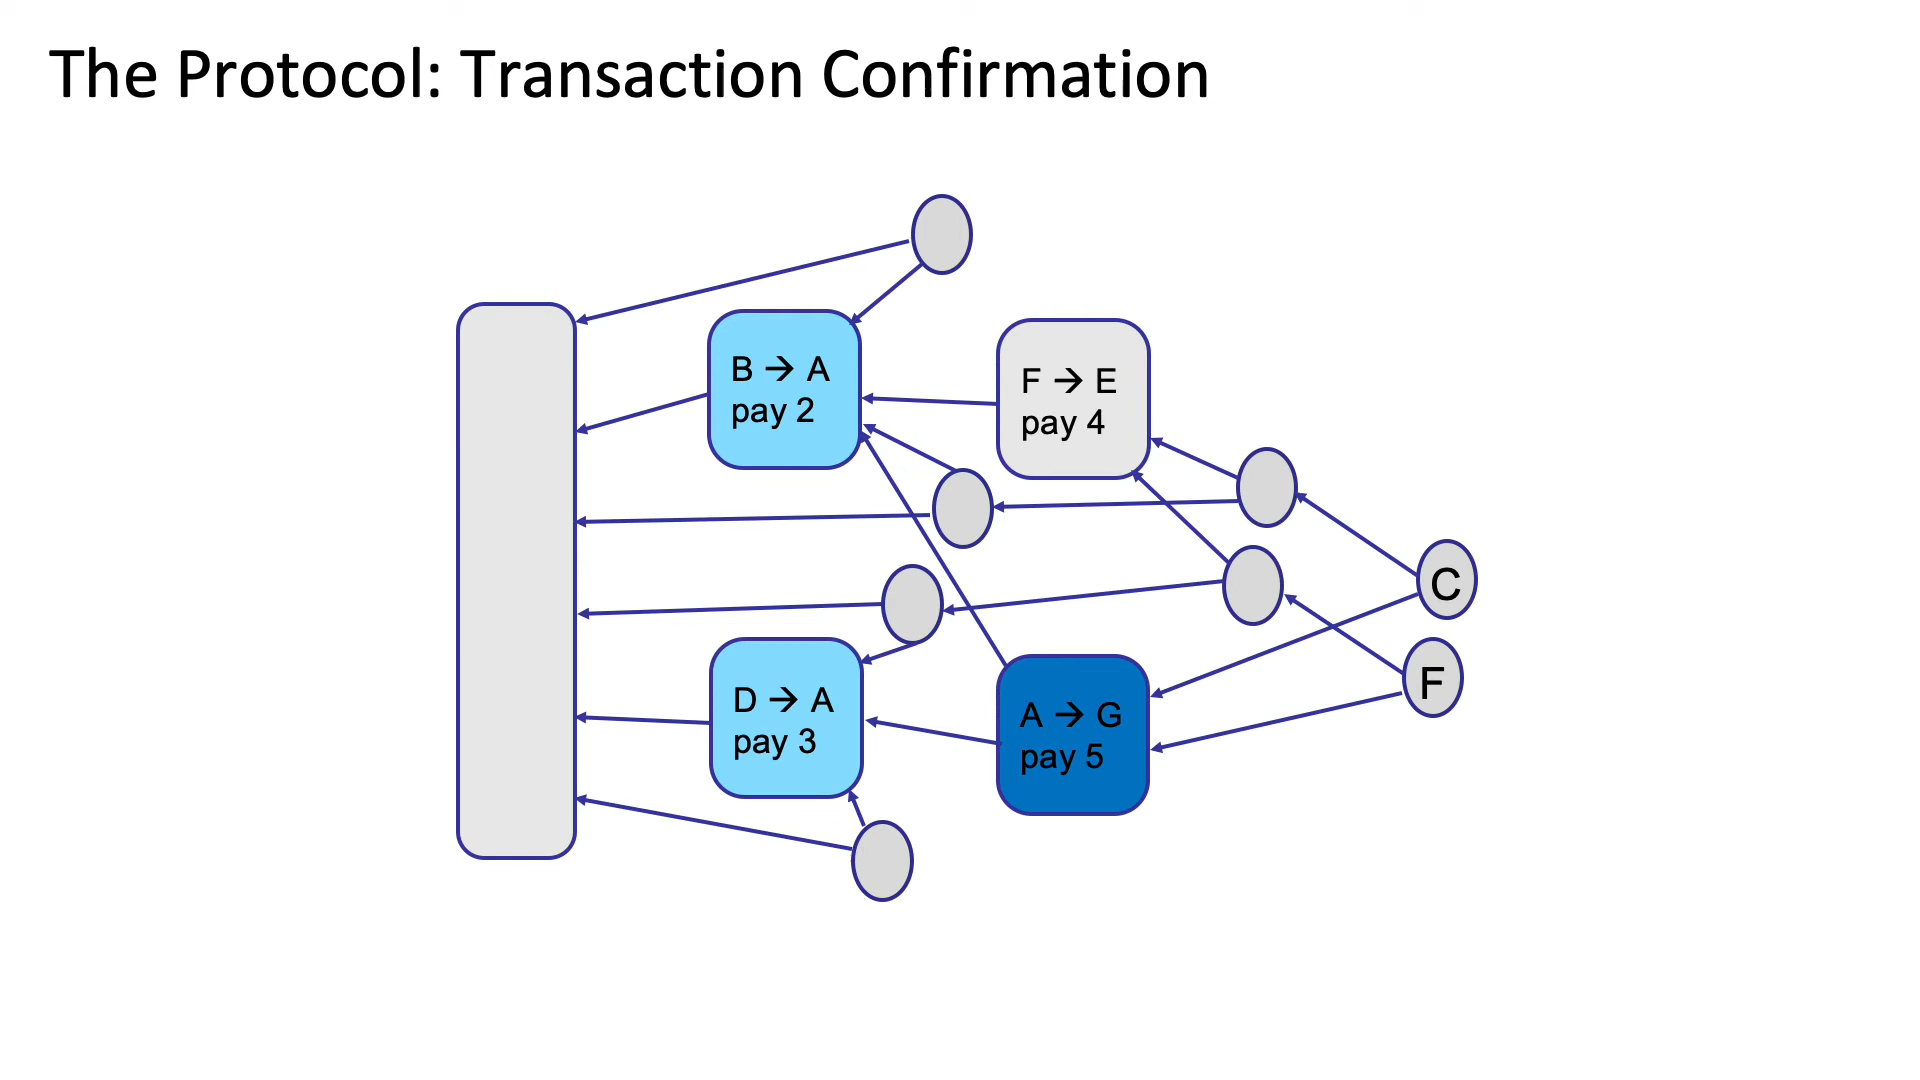 The Protocol: Transaction Confirmation
B → A
pay 2
F → E
pay 4
C
F
D → A
pay 3
A → G
pay 5